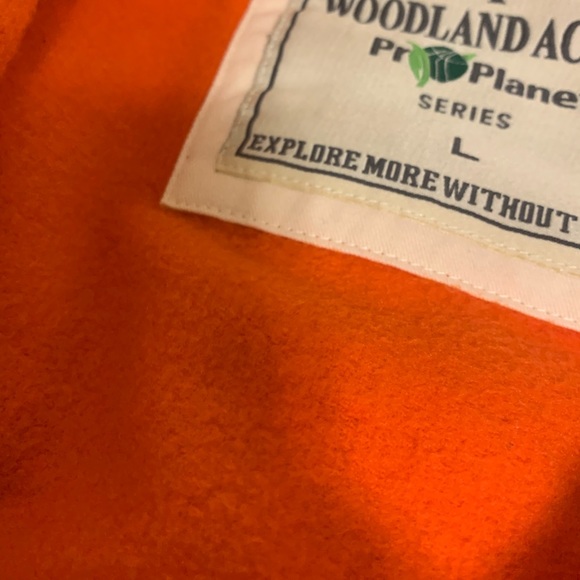 WOODLAND AC
Pro Planet
SERIES
L
EXPLORE MORE WITHOUT